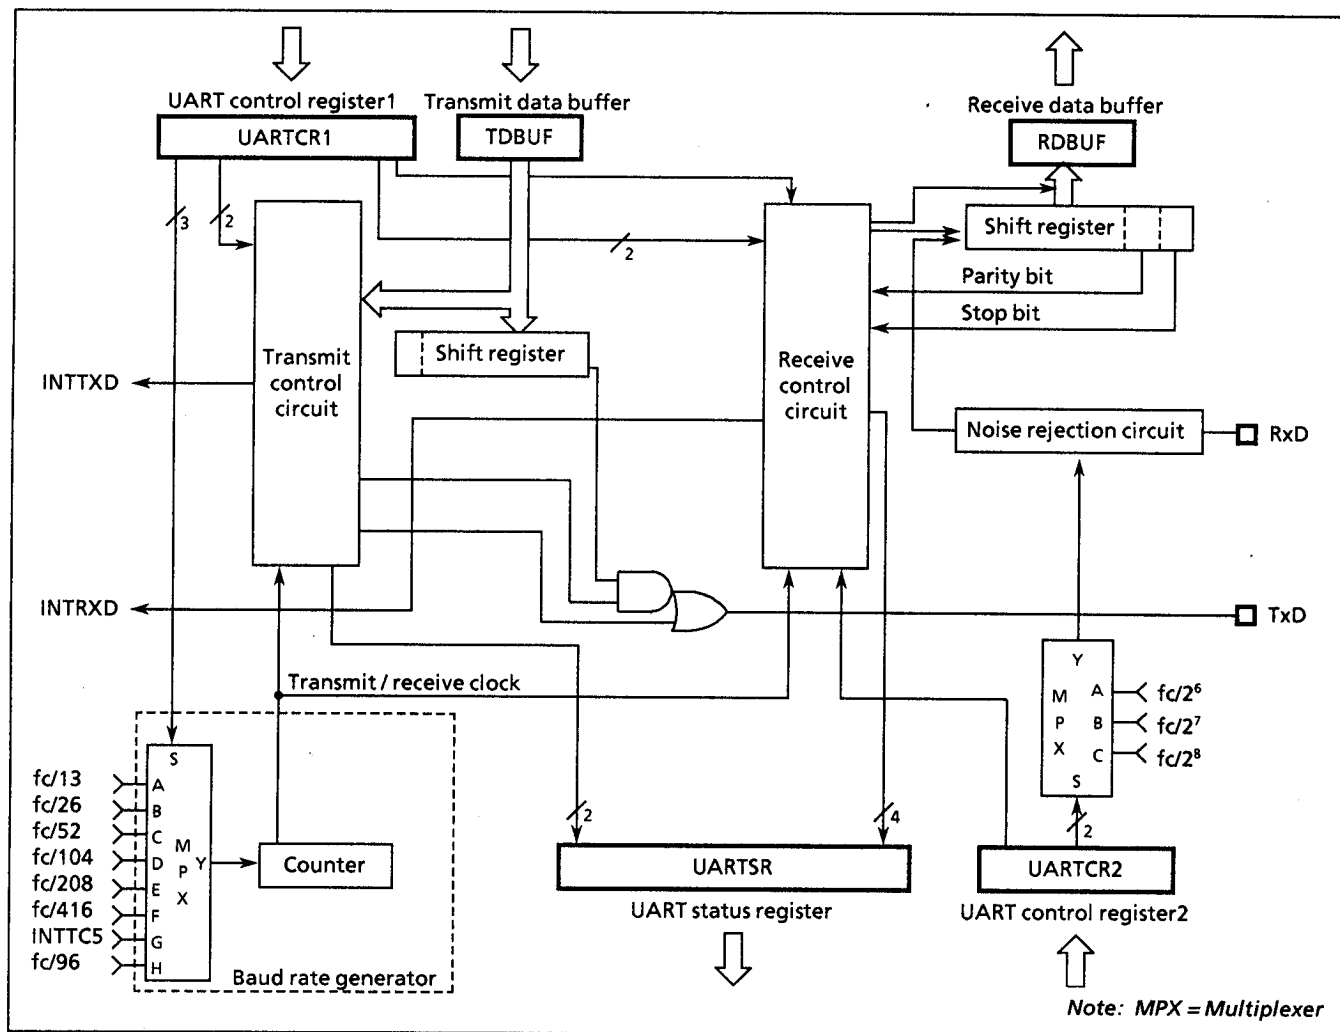 UART control register1
Transmit data buffer
Receive data buffer
UARTCR1
TDBUF
RDBUF
3
2
2
Shift register
Parity bit
Stop bit
Shift register
Transmit
control
circuit
Receive
control
circuit
INTTXD
Noise rejection circuit
RxD
INTRXD
TxD
Transmit / receive clock
Y
M
P
X
A
B
C
S
fc/2⁶
fc/2⁷
fc/2⁸
S
A
B
C
D
E
F
G
H
M
P
X
Y
fc/13
fc/26
fc/52
fc/104
fc/208
fc/416
INTTC5
fc/96
Counter
Baud rate generator
2
4
2
UARTSR
UART status register
UARTCR2
UART control register2
Note: MPX = Multiplexer